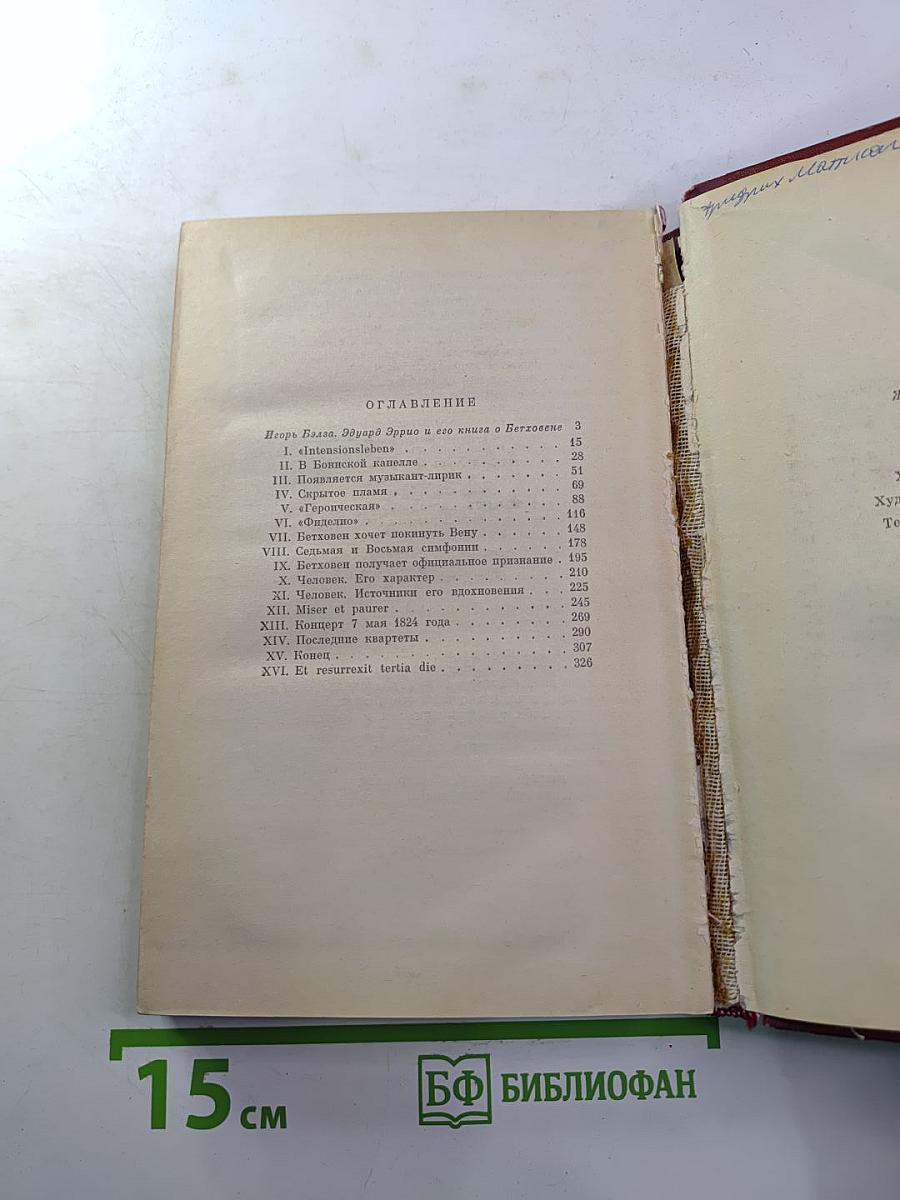 ОГЛАВЛЕНИЕ
Игорь Бэлза. Эдуард Эррио и его книга о Бетховене 3
I. «Intensionsleben» . . . . . . . . . . . 15
II. В Боннской капелле . . . . . . . . . . 28
III. Появляется музыкант-лирик . . . . . . . 51
IV. Скрытое пламя . . . . . . . . . . . . 69
V. «Героическая» . . . . . . . . . . . . 88
VI. «Фиделио» . . . . . . . . . . . . . 116
VII. Бетховен хочет покинуть Вену . . . . . . 148
VIII. Седьмая и Восьмая симфонии . . . . . . 178
IX. Бетховен получает официальное признание . 195
X. Человек. Его характер . . . . . . . . . 210
XI. Человек. Источники его вдохновения . . . 225
XII. Miser et paurer . . . . . . . . . . . . 245
XIII. Концерт 7 мая 1824 года . . . . . . . . 269
XIV. Последние квартеты . . . . . . . . . . 290
XV. Конец . . . . . . . . . . . . . . . . 307
XVI. Et resurrexit tertia die . . . . . . . . . 326
Худ
Те
15 см
БФ БИБЛИОФАН